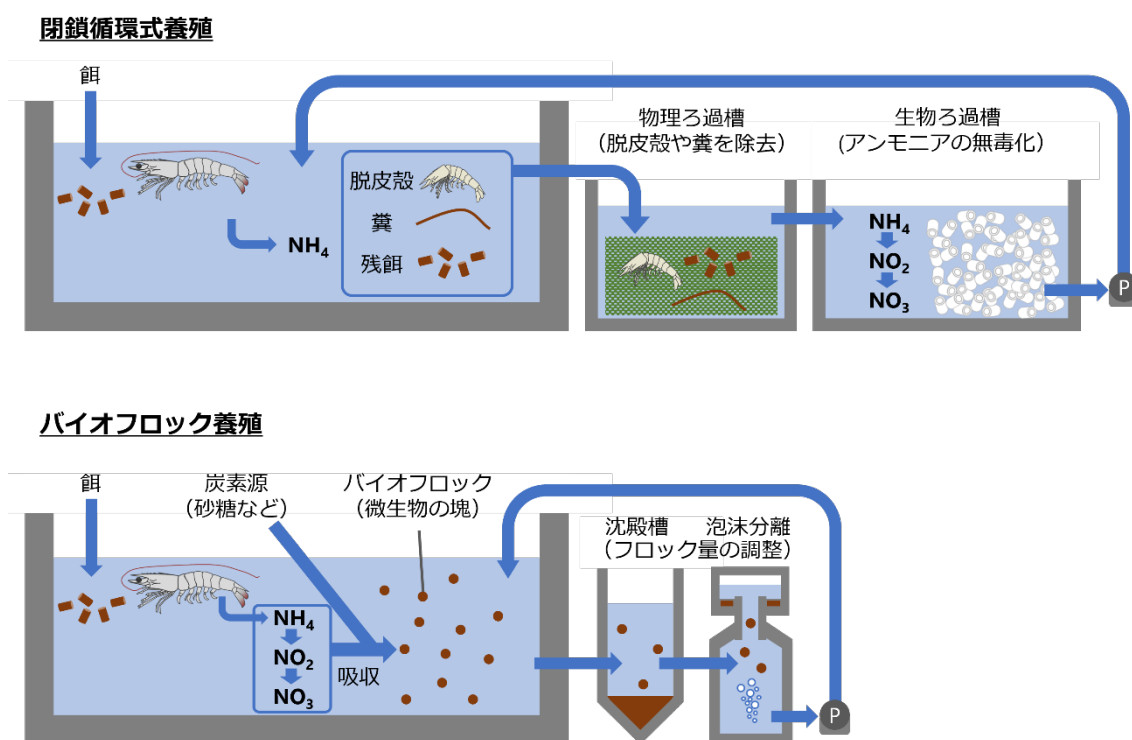 閉鎖循環式養殖
餌
物理ろ過槽
（脱皮殻や糞を除去）
生物ろ過槽
(アンモニアの無毒化）
脱皮殻
糞
残餌
NH₄
NH₄
NO₂
NO₃
P
バイオフロック養殖
餌
炭素源
（砂糖など）
バイオフロック
（微生物の塊）
沈殿槽 泡沫分離
（フロック量の調整）
NH₄
NO₂
NO₃
吸収
P